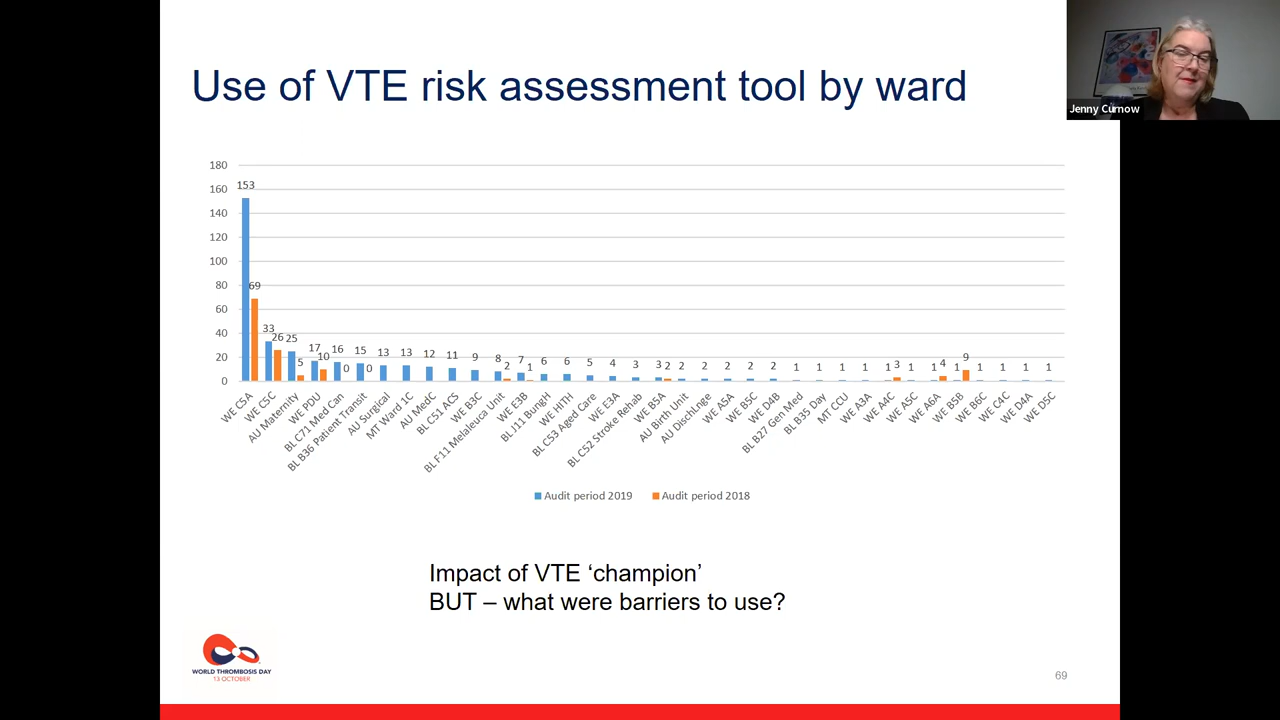 Use of VTE risk assessment tool by ward
Jenny Curnow
180
160
140
120
100
80
60
40
20
0
153
69
33
26
25
5
17
10
16
0
15
0
13
13
12
11
9
8
2
7
1
6
6
5
4
3
3
2
2
2
2
2
2
1
1
1
1
1
3
1
1
4
1
9
1
1
1
1
WE C5A
WE C5C
AU Maternity
WE YDU
BL C71 Med Can
BL B36 Patient Transit
AU Surgical
MT Ward 1C
AU MedC
BL C51 ACS
WE B3C
BL F11 Melaleuca Unit
WE E3B
BL J11 BungH
WE HITH
BL C53 Aged Care
WE E3A
BL C52 Stroke Rehab
WE B5A
AU Birth Unit
AU DischLnge
WE A5A
WE B5C
WE D4B
BL B27 Gen Med
BL B35 Day
MT CCU
WE A3A
WE A4C
WE A5C
WE A6A
WE B5B
WE B6C
WE C4C
WE D4A
WE D5C
Audit period 2019
Audit period 2018
Impact of VTE ‘champion’
BUT – what were barriers to use?
WORLD THROMBOSIS DAY
13 OCTOBER
69